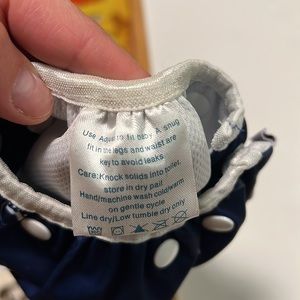 Use Adjust to fit baby. A snug
fit in the legs and waist are
key to avoid leaks.
Care: Knock solids into toilet,
store in dry pail
Hand/machine wash cold/warm
on gentle cycle
Line dry/Low tumble dry only